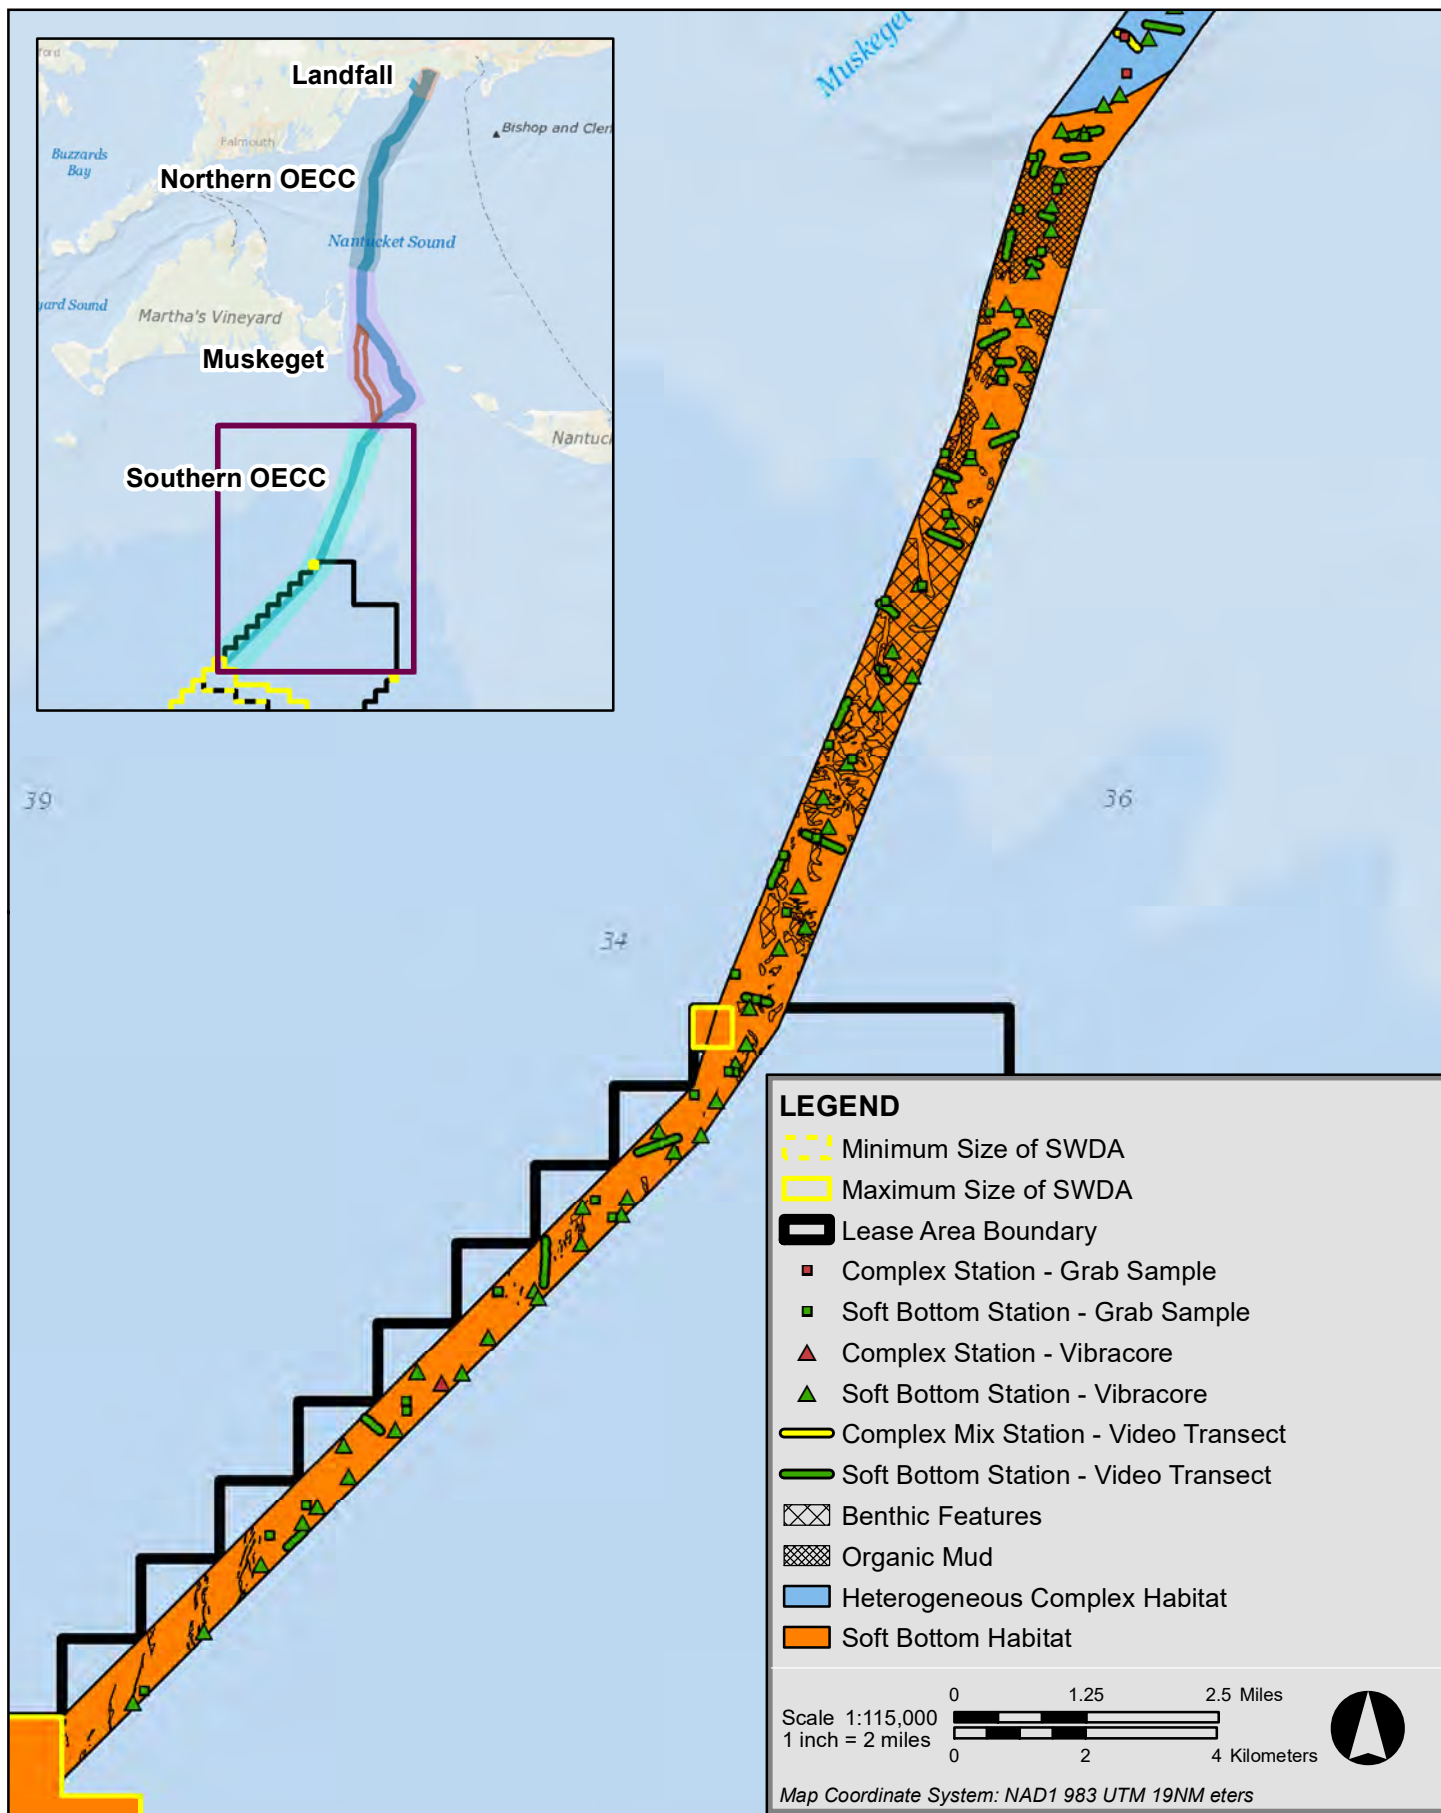 Muskeget
ford
Landfall
Bishop and Cler
Falmouth
Buzzards
Bay
Northern OECC
Nantucket Sound
yard Sound
Martha's Vineyard
Muskeget
Nantuc
Southern OECC
39
36
34
LEGEND
Minimum Size of SWDA
Maximum Size of SWDA
Lease Area Boundary
Complex Station - Grab Sample
Soft Bottom Station - Grab Sample
Complex Station - Vibracore
Soft Bottom Station - Vibracore
Complex Mix Station - Video Transect
Soft Bottom Station - Video Transect
Benthic Features
Organic Mud
Heterogeneous Complex Habitat
Soft Bottom Habitat
0 1.25 2.5 Miles
Scale 1:115,000
1 inch = 2 miles
0 2 4 Kilometers
Map Coordinate System: NAD1 983 UTM 19NM eters